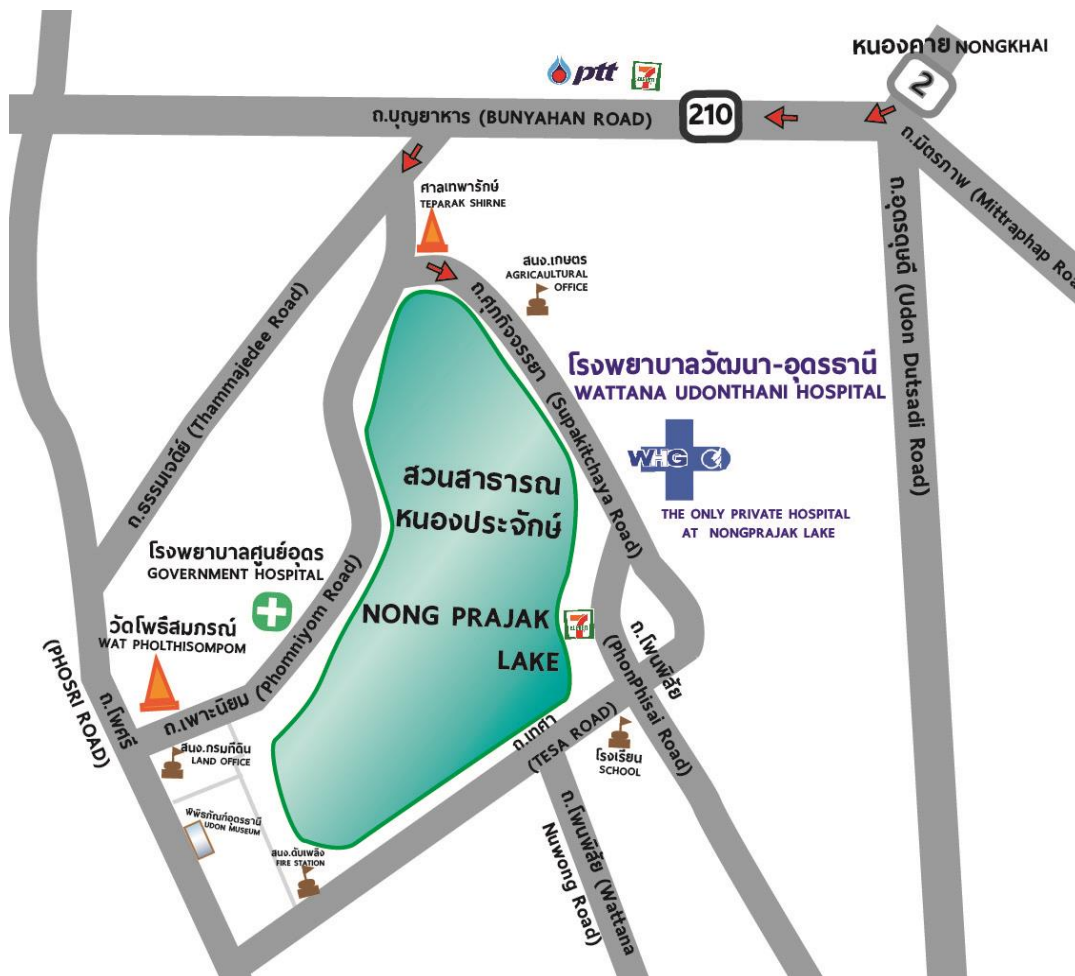 หนองคาย NONGKHAI
2
ptt
7
ถ.บุญยาหาร (BUNYAHAN ROAD)
210
ถ.มิตรภาพ (Mittraphap Road
ศาลเทพารักษ์
TEPARAK SHIRNE
สนง.เกษตร
AGRICAULTURAL
OFFICE
ถ.อุดรดุษดี (Udon Dutsadi Road)
ถ.ธรรมเจดีย์ (Thammajedee Road)
ถ.ศุภกิจจรรยา (Supakitchaya Road)
โรงพยาบาลวัฒนา-อุดรธานี
WATTANA UDONTHANI HOSPITAL
WHG
THE ONLY PRIVATE HOSPITAL
AT NONGPRAJAK LAKE
สวนสาธารณ
หนองประจักษ์
NONG PRAJAK
LAKE
7
โรงพยาบาลศูนย์อุดร
GOVERNMENT HOSPITAL
วัดโพธิสมภรณ์
WAT PHOLTHISOMPOM
ถ.เพาะนิยม (Phomniyom Road)
ถ.โพศรี
(PHOSRI ROAD)
ถ.โพนพิสัย
(PhonPhisai Road)
ถ.เทศา
(TESA ROAD)
โรงเรียน
SCHOOL
สนง.กรมที่ดิน
LAND OFFICE
พิพิธภัณฑ์อุดรธานี
UDON MUSEUM
สนง.ดับเพลิง
FIRE STATION
ถ.โพนพิสัย (Wattana
Nuwong Road)